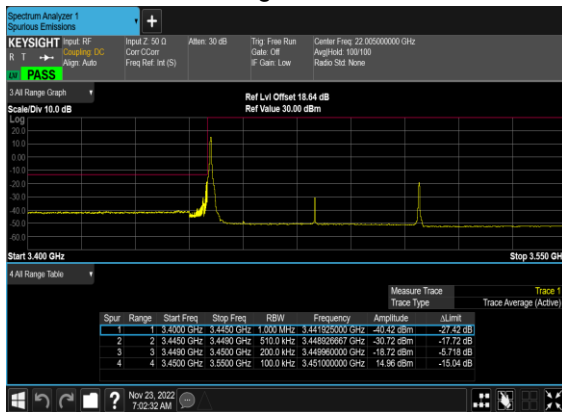 Spectrum Analyzer 1
Spurious Emissions
KEYSIGHT Input: RF Input Z: 50 Ω Atten: 30 dB Trig: Free Run Center Freq: 22.005000000 GHz
R T Coupling: DC Corr CCorr Gate: Off Avg|Hold: 100/100
Align: Auto Freq Ref: Int (S) IF Gain: Low Radio Std: None
PASS
3 All Range Graph
Ref Lvl Offset 18.64 dB
Scale/Div 10.0 dB Ref Value 30.00 dBm
Log
20.0
10.0
0.00
-10.0
-20.0
-30.0
-40.0
-50.0
-60.0
Start 3.400 GHz Stop 3.550 GH
4 All Range Table
Measure Trace Trace 1
Trace Type Trace Average (Active)
Spur Range Start Freq Stop Freq RBW Frequency Amplitude ΔLimit
1 1 3.4000 GHz 3.4450 GHz 1.000 MHz 3.441925000 GHz -40.42 dBm -27.42 dB
2 2 3.4450 GHz 3.4490 GHz 510.0 kHz 3.448926667 GHz -30.72 dBm -17.72 dB
3 3 3.4490 GHz 3.4500 GHz 200.0 kHz 3.449960000 GHz -18.72 dBm -5.718 dB
4 4 3.4500 GHz 3.5500 GHz 100.0 kHz 3.451000000 GHz 14.96 dBm -15.04 dB
Nov 23, 2022
7:02:32 AM